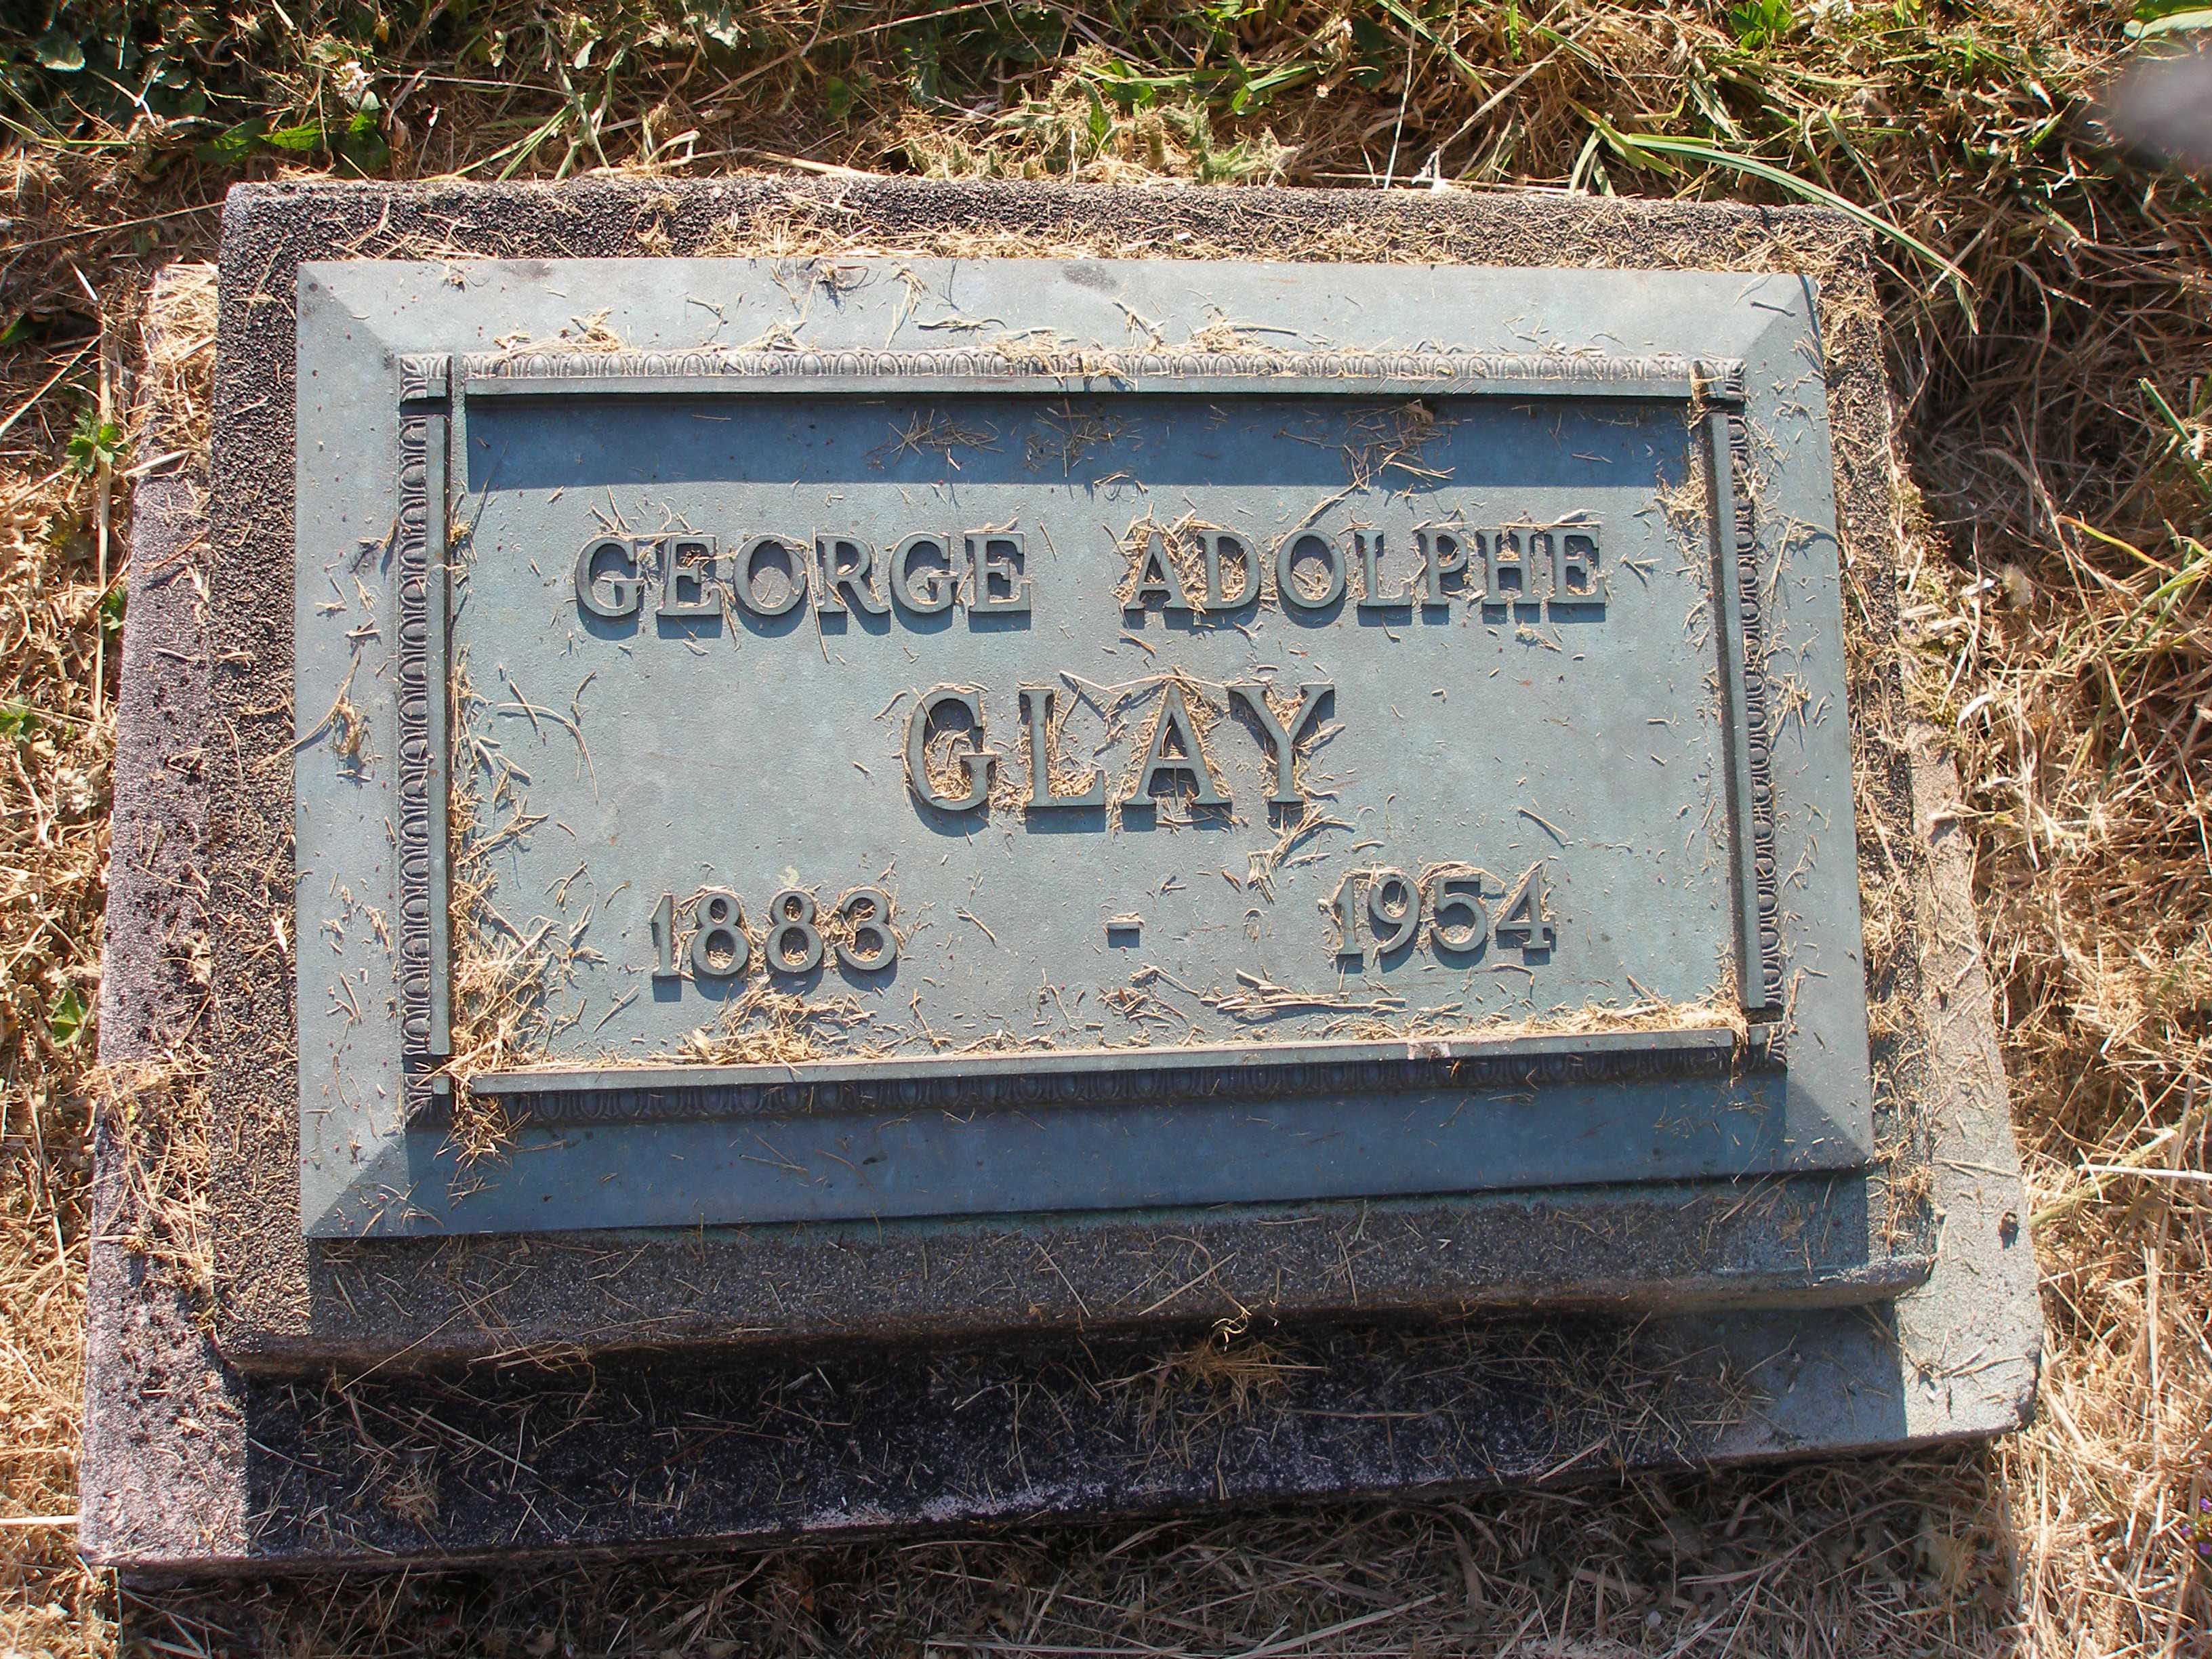 GEORGE ADOLPHE
GLAY
1883 - 1954